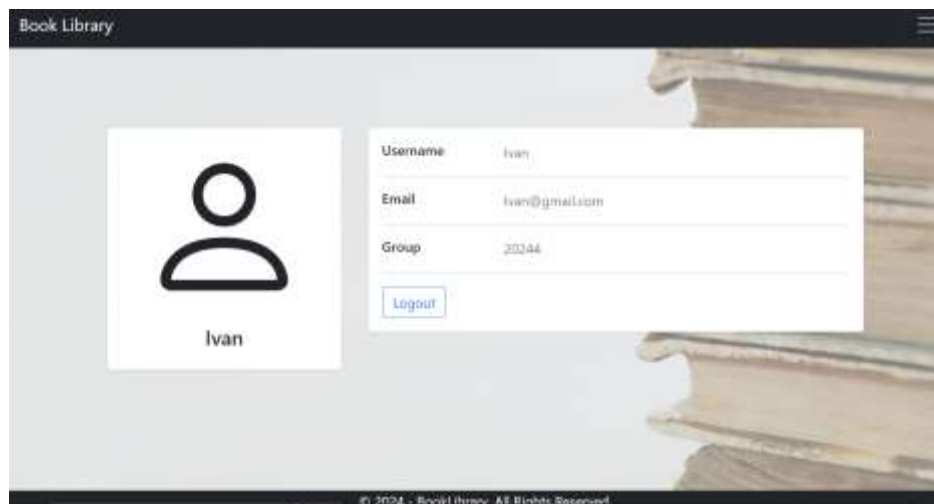 Book Library
Ivan
Username Ivan
Email Ivan@gmail.com
Group 20244
Logout
© 2024 - BookLibrary. All Rights Reserved